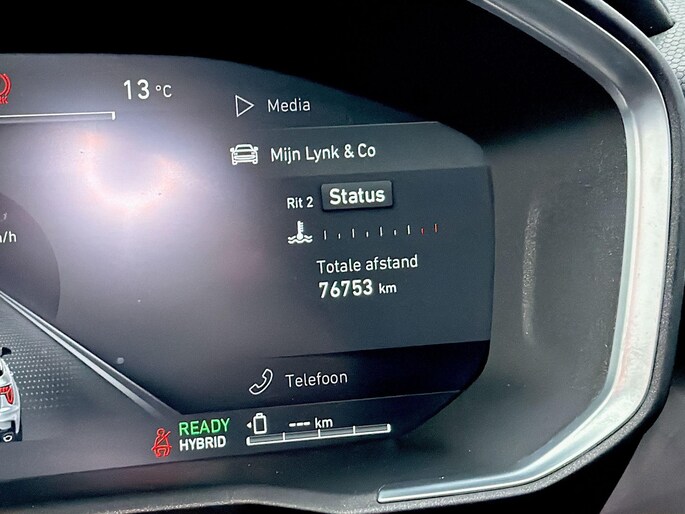 13 °C
Media
Mijn Lynk & Co
Rit 2 Status
Totale afstand
76753 km
Telefoon
READY
HYBRID
--- km